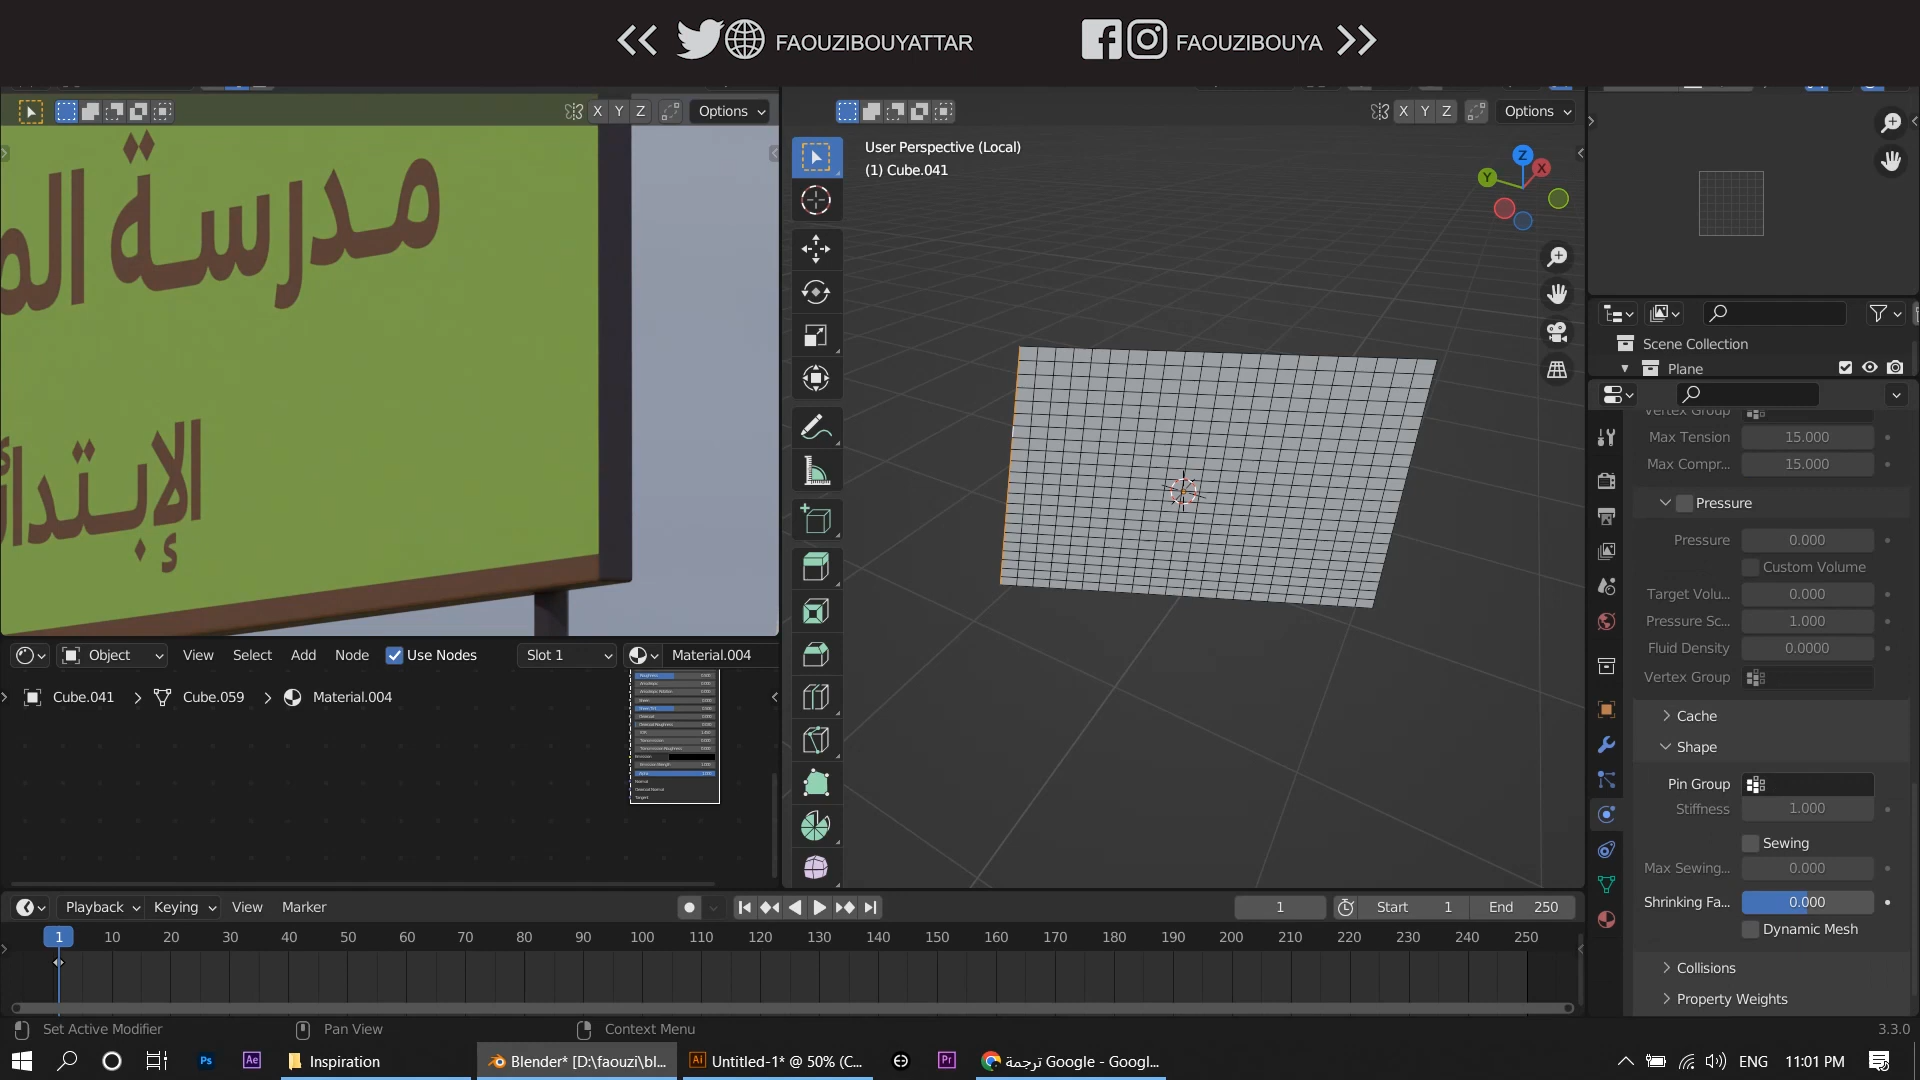 FAOUZIBOUYATTAR
FAOUZIBOUYA
X Y Z
Options
X Y Z
Options
User Perspective (Local)
(1) Cube.041
Z
X
Y
مدرسة
Scene Collection
Plane
Vertex Group
Max Tension 15.000
Max Compr... 15.000
Pressure
Pressure 0.000
Custom Volume
Target Volu... 0.000
Pressure Sc... 1.000
Fluid Density 0.0000
Vertex Group
Cache
Shape
Pin Group
Stiffness 1.000
Sewing
Max Sewing... 0.000
Shrinking Fa... 0.000
Dynamic Mesh
Collisions
Property Weights
Object View Select Add Node Use Nodes Slot 1 Material.004
Cube.041 > Cube.059 > Material.004
Playback Keying View Marker 1 Start 1 End 250
1 10 20 30 40 50 60 70 80 90 100 110 120 130 140 150 160 170 180 190 200 210 220 230 240 250
Set Active Modifier Pan View Context Menu 3.3.0
Ps Ae Inspiration Blender* [D:\faouzi\bl... Ai Untitled-1* @ 50% (C... Pr ترجمة Google - Googl... ENG 11:01 PM